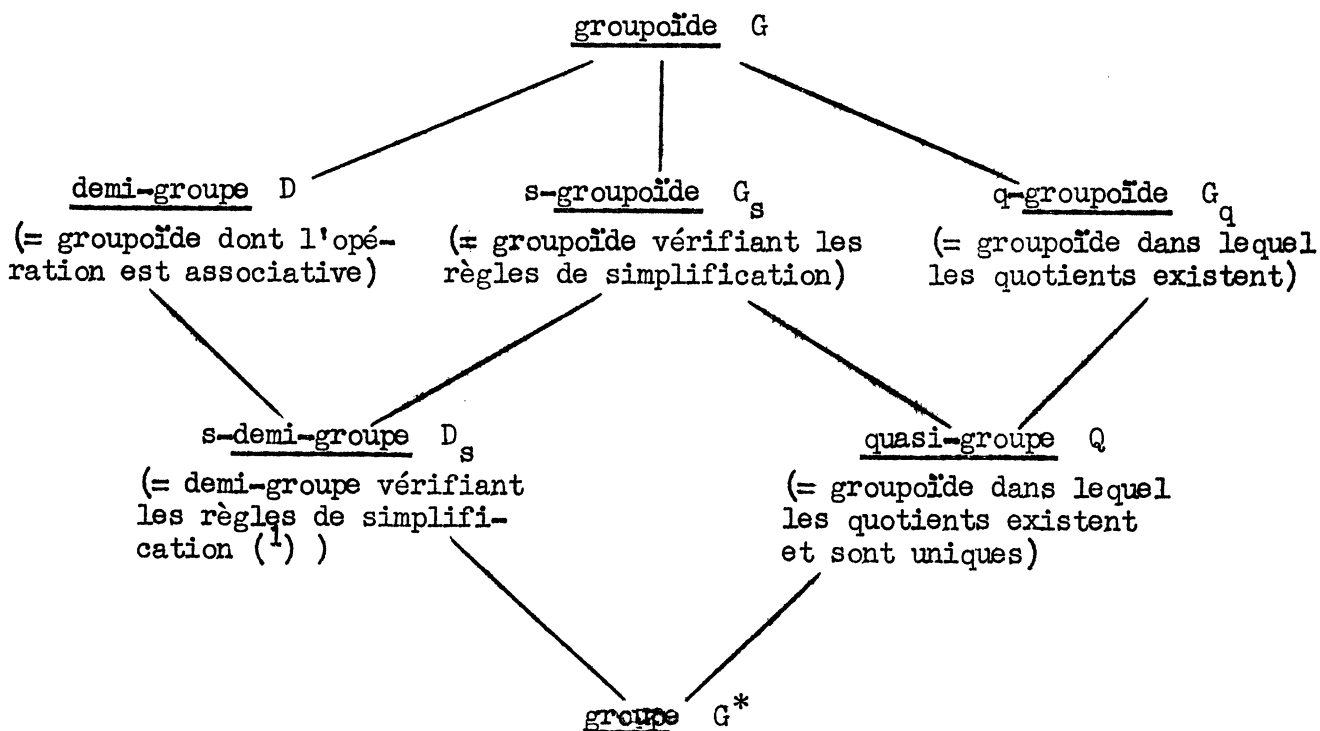 groupoïde G
demi-groupe D
(= groupoïde dont l'opé-
ration est associative)
s-groupoïde G_s
(= groupoïde vérifiant les
règles de simplification)
q-groupoïde G_q
(= groupoïde dans lequel
les quotients existent)
s-demi-groupe D_s
(= demi-groupe vérifiant
les règles de simplifi-
cation (¹) )
quasi-groupe Q
(= groupoïde dans lequel
les quotients existent
et sont uniques)
groupe G*